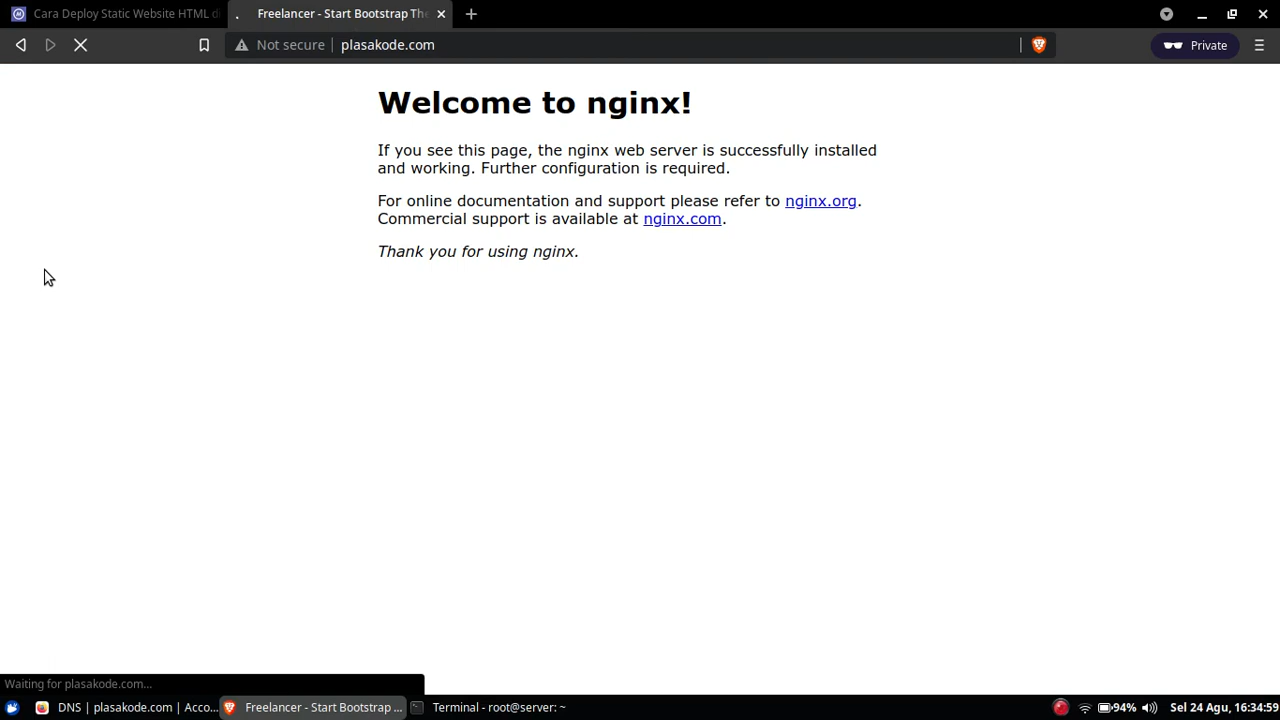 Cara Deploy Static Website HTML di
Freelancer - Start Bootstrap The
Not secure
plasakode.com
Private
Welcome to nginx!
If you see this page, the nginx web server is successfully installed
and working. Further configuration is required.
For online documentation and support please refer to nginx.org.
Commercial support is available at nginx.com.
Thank you for using nginx.
Waiting for plasakode.com...
DNS | plasakode.com | Acco...
Freelancer - Start Bootstrap ...
Terminal - root@server: ~
94%
Sel 24 Agu, 16:34:59